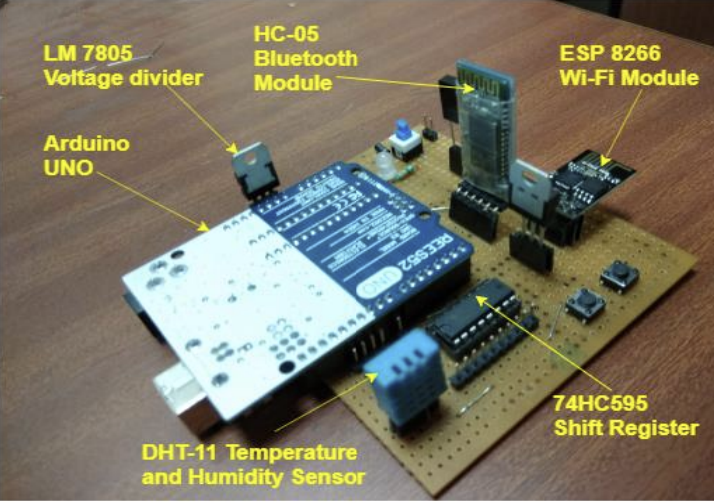 HC-05
Bluetooth
Module
LM 7805
Voltage divider
ESP 8266
Wi-Fi Module
Arduino
UNO
REES52
UNO
74HC595
Shift Register
DHT-11 Temperature
and Humidity Sensor